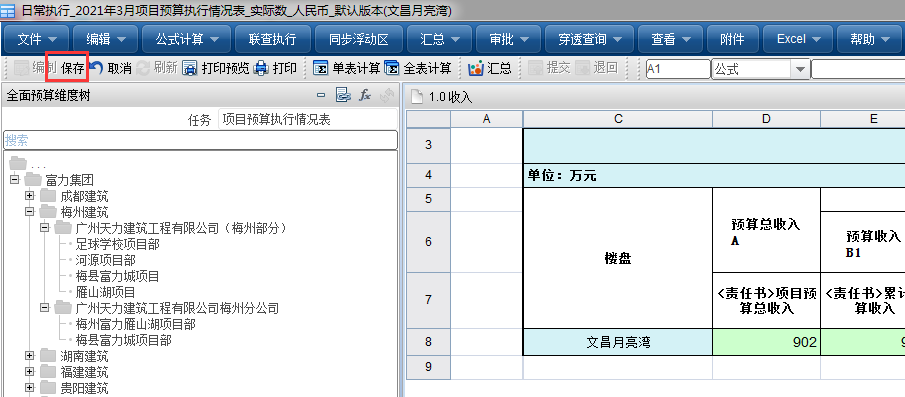 日常执行_2021年3月项目预算执行情况表_实际数_人民币_默认版本(文昌月亮湾)
文件 编辑 公式计算 联查执行 同步浮动区 汇总 审批 穿透查询 查看 附件 Excel 帮助
编制 保存 取消 刷新 打印预览 打印 单表计算 全表计算 汇总 提交 退回 A1 公式
全面预算维度树 fx
任务 项目预算执行情况表
搜索
...
富力集团
成都建筑
梅州建筑
广州天力建筑工程有限公司（梅州部分）
足球学校项目部
河源项目部
梅县富力城项目
雁山湖项目
广州天力建筑工程有限公司梅州分公司
梅州富力雁山湖项目部
梅县富力城项目部
湖南建筑
福建建筑
贵阳建筑
1.0收入
A C D E
3
4 单位：万元
5
6
7
8
9
楼盘
预算总收入
A
预算收入
B1
<责任书>项目预
算总收入
<责任书>累计
算收入
文昌月亮湾 902 9